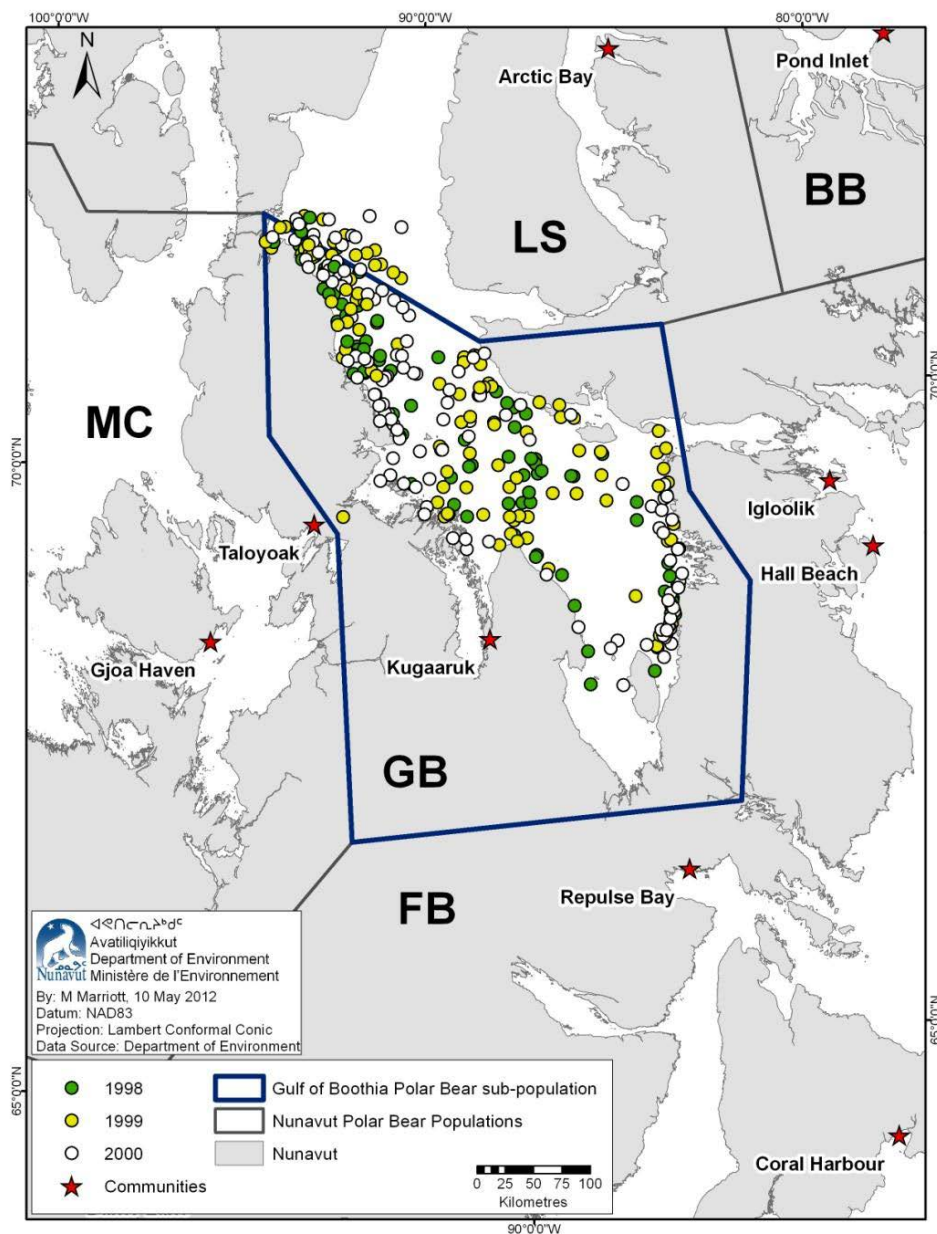 100°0'0"W
90°0'0"W
80°0'0"W
N
Arctic Bay
Pond Inlet
BB
LS
70°0'0"N
MC
70°0'0"N
Igloolik
Taloyoak
Hall Beach
Gjoa Haven
Kugaaruk
GB
Repulse Bay
FB
ᐊᕙᑎᓕᕆᔨᒃᑯᑦ
Avatiliqiyikkut
Department of Environment
Ministère de l'Environnement
Nunavut
By: M Marriott, 10 May 2012
Datum: NAD83
Projection: Lambert Conformal Conic
Data Source: Department of Environment
65°0'0"N
65°0'0"N
1998
1999
2000
Communities
Gulf of Boothia Polar Bear sub-population
Nunavut Polar Bear Populations
Nunavut
0 25 50 75 100
Kilometres
Coral Harbour
90°0'0"W